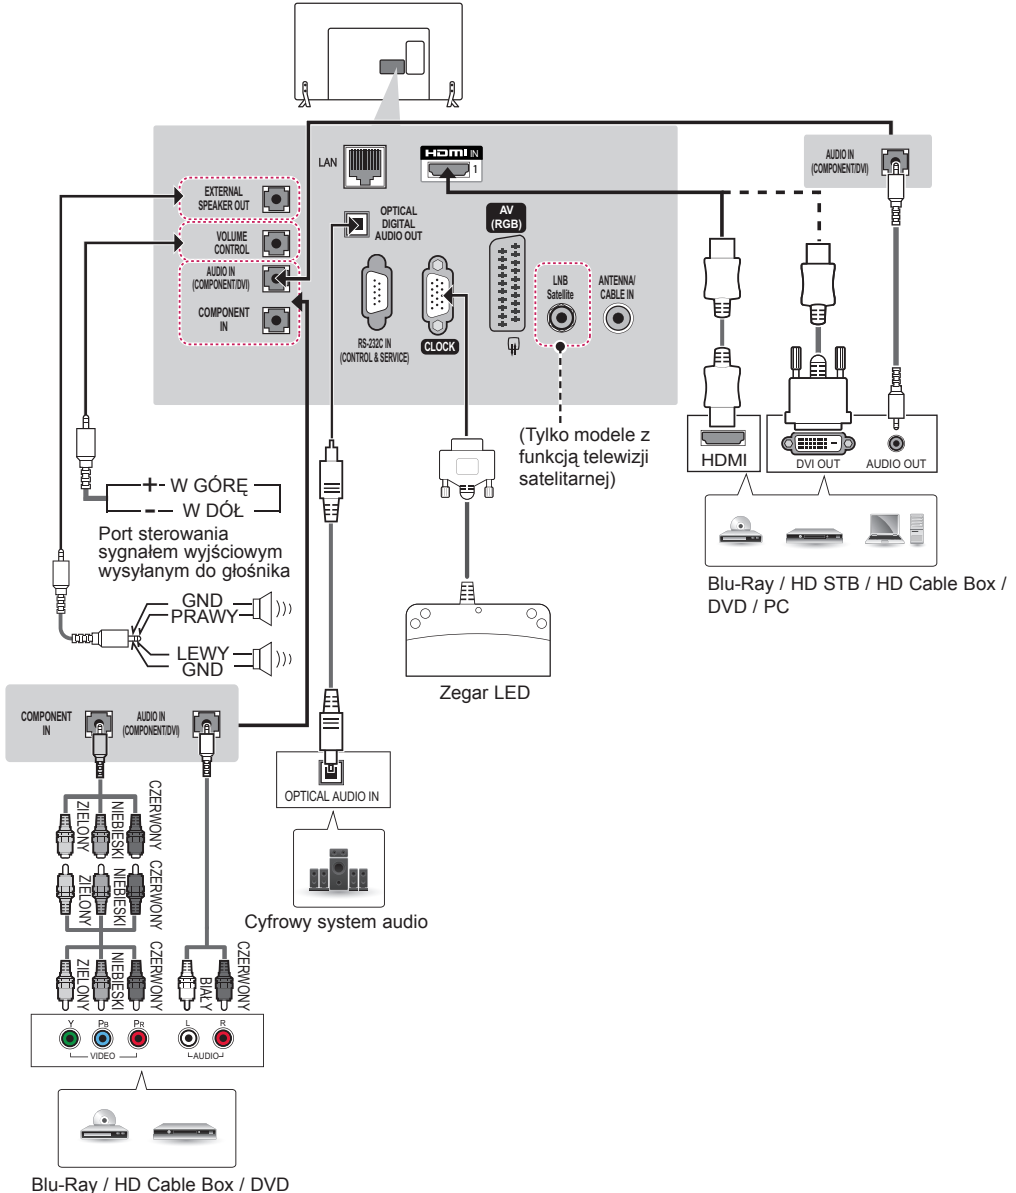 LAN
HDMI IN
1
EXTERNAL
SPEAKER OUT
VOLUME
CONTROL
AUDIO IN
(COMPONENT/DVI)
COMPONENT
IN
OPTICAL
DIGITAL
AUDIO OUT
RS-232C IN
(CONTROL & SERVICE)
CLOCK
AV
(RGB)
LNB
Satellite
ANTENNA/
CABLE IN
AUDIO IN
(COMPONENT/DVI)
(Tylko modele z
funkcją telewizji
satelitarnej)
HDMI
DVI OUT
AUDIO OUT
Blu-Ray / HD STB / HD Cable Box /
DVD / PC
+ W GÓRĘ
- W DÓŁ
Port sterowania
sygnałem wyjściowym
wysyłanym do głośnika
GND
PRAWY
LEWY
GND
Zegar LED
COMPONENT
IN
AUDIO IN
(COMPONENT/DVI)
OPTICAL AUDIO IN
Cyfrowy system audio
ZIELONY
NIEBIESKI
CZERWONY
ZIELONY
NIEBIESKI
CZERWONY
ZIELONY
NIEBIESKI
CZERWONY
BIAŁY
CZERWONY
Y PB PR
VIDEO
L R
AUDIO
Blu-Ray / HD Cable Box / DVD